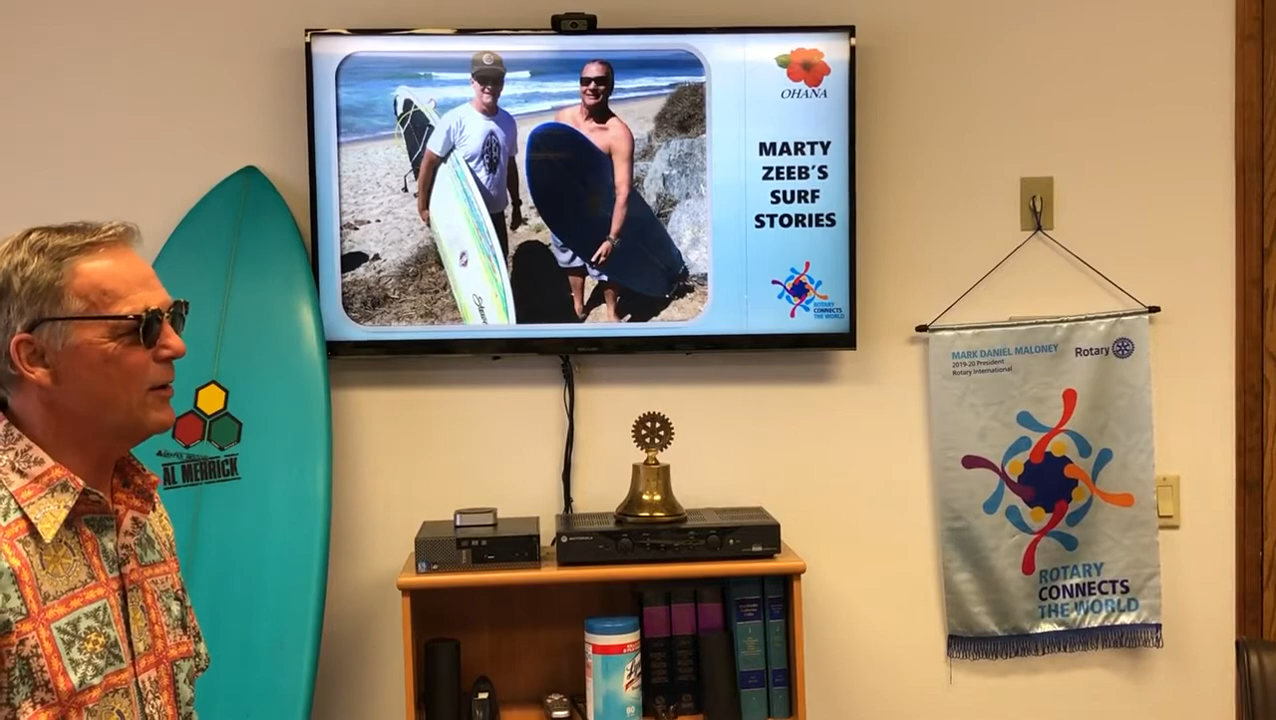 OHANA
MARTY
ZEEB'S
SURF
STORIES
ROTARY
CONNECTS
THE WORLD
AL MERRICK
MARK DANIEL MALONEY
2019-20 President
Rotary International
Rotary
ROTARY
CONNECTS
THE WORLD
MOTOROLA